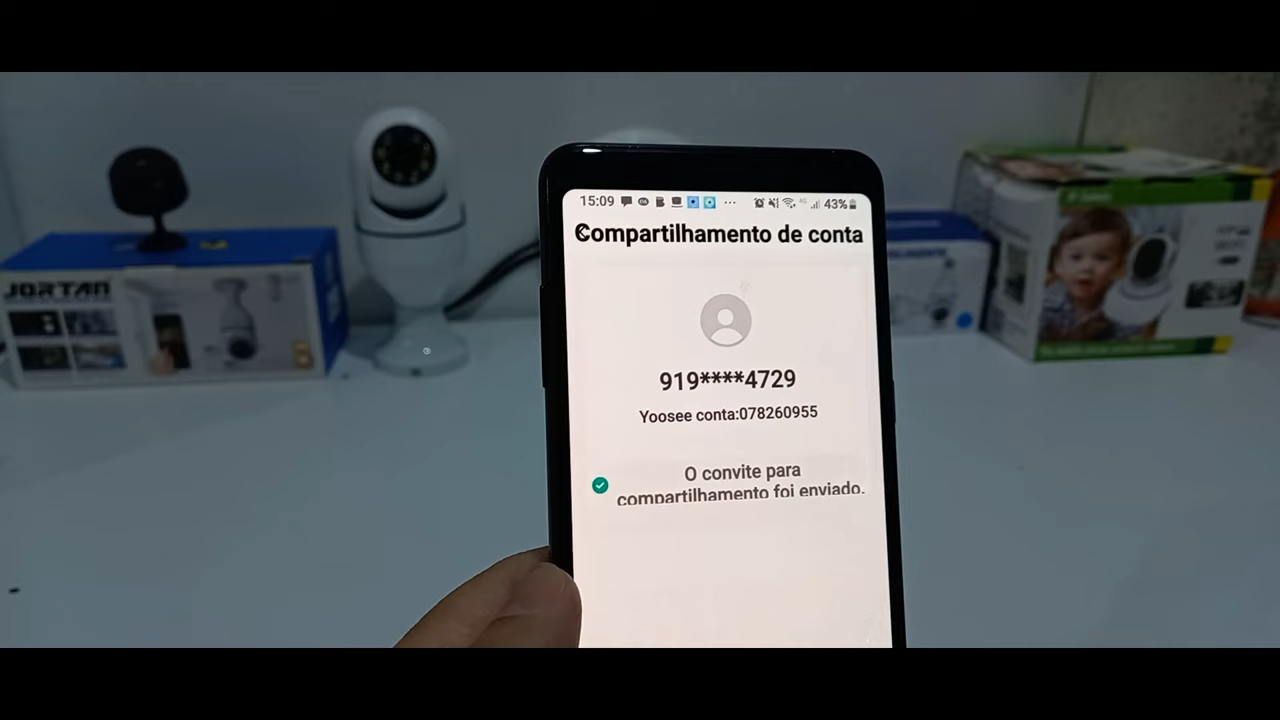 15:09
43%
Compartilhamento de conta
919****4729
Yoosee conta:078260955
O convite para
compartilhamento foi enviado.
JORTAN